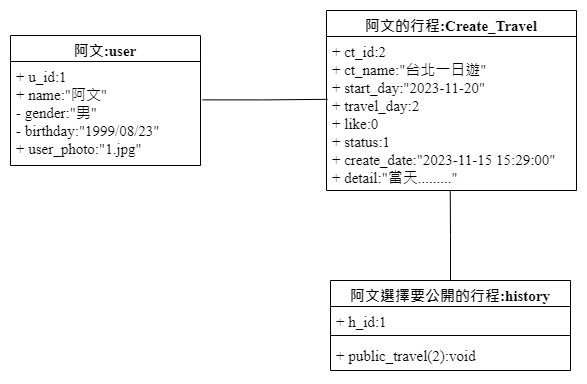 阿文:user
+ u_id:1
+ name:"阿文"
- gender:"男"
- birthday:"1999/08/23"
+ user_photo:"1.jpg"
阿文的行程:Create_Travel
+ ct_id:2
+ ct_name:"台北一日遊"
+ start_day:"2023-11-20"
+ travel_day:2
+ like:0
+ status:1
+ create_date:"2023-11-15 15:29:00"
+ detail:"當天........."
阿文選擇要公開的行程:history
+ h_id:1
+ public_travel(2):void